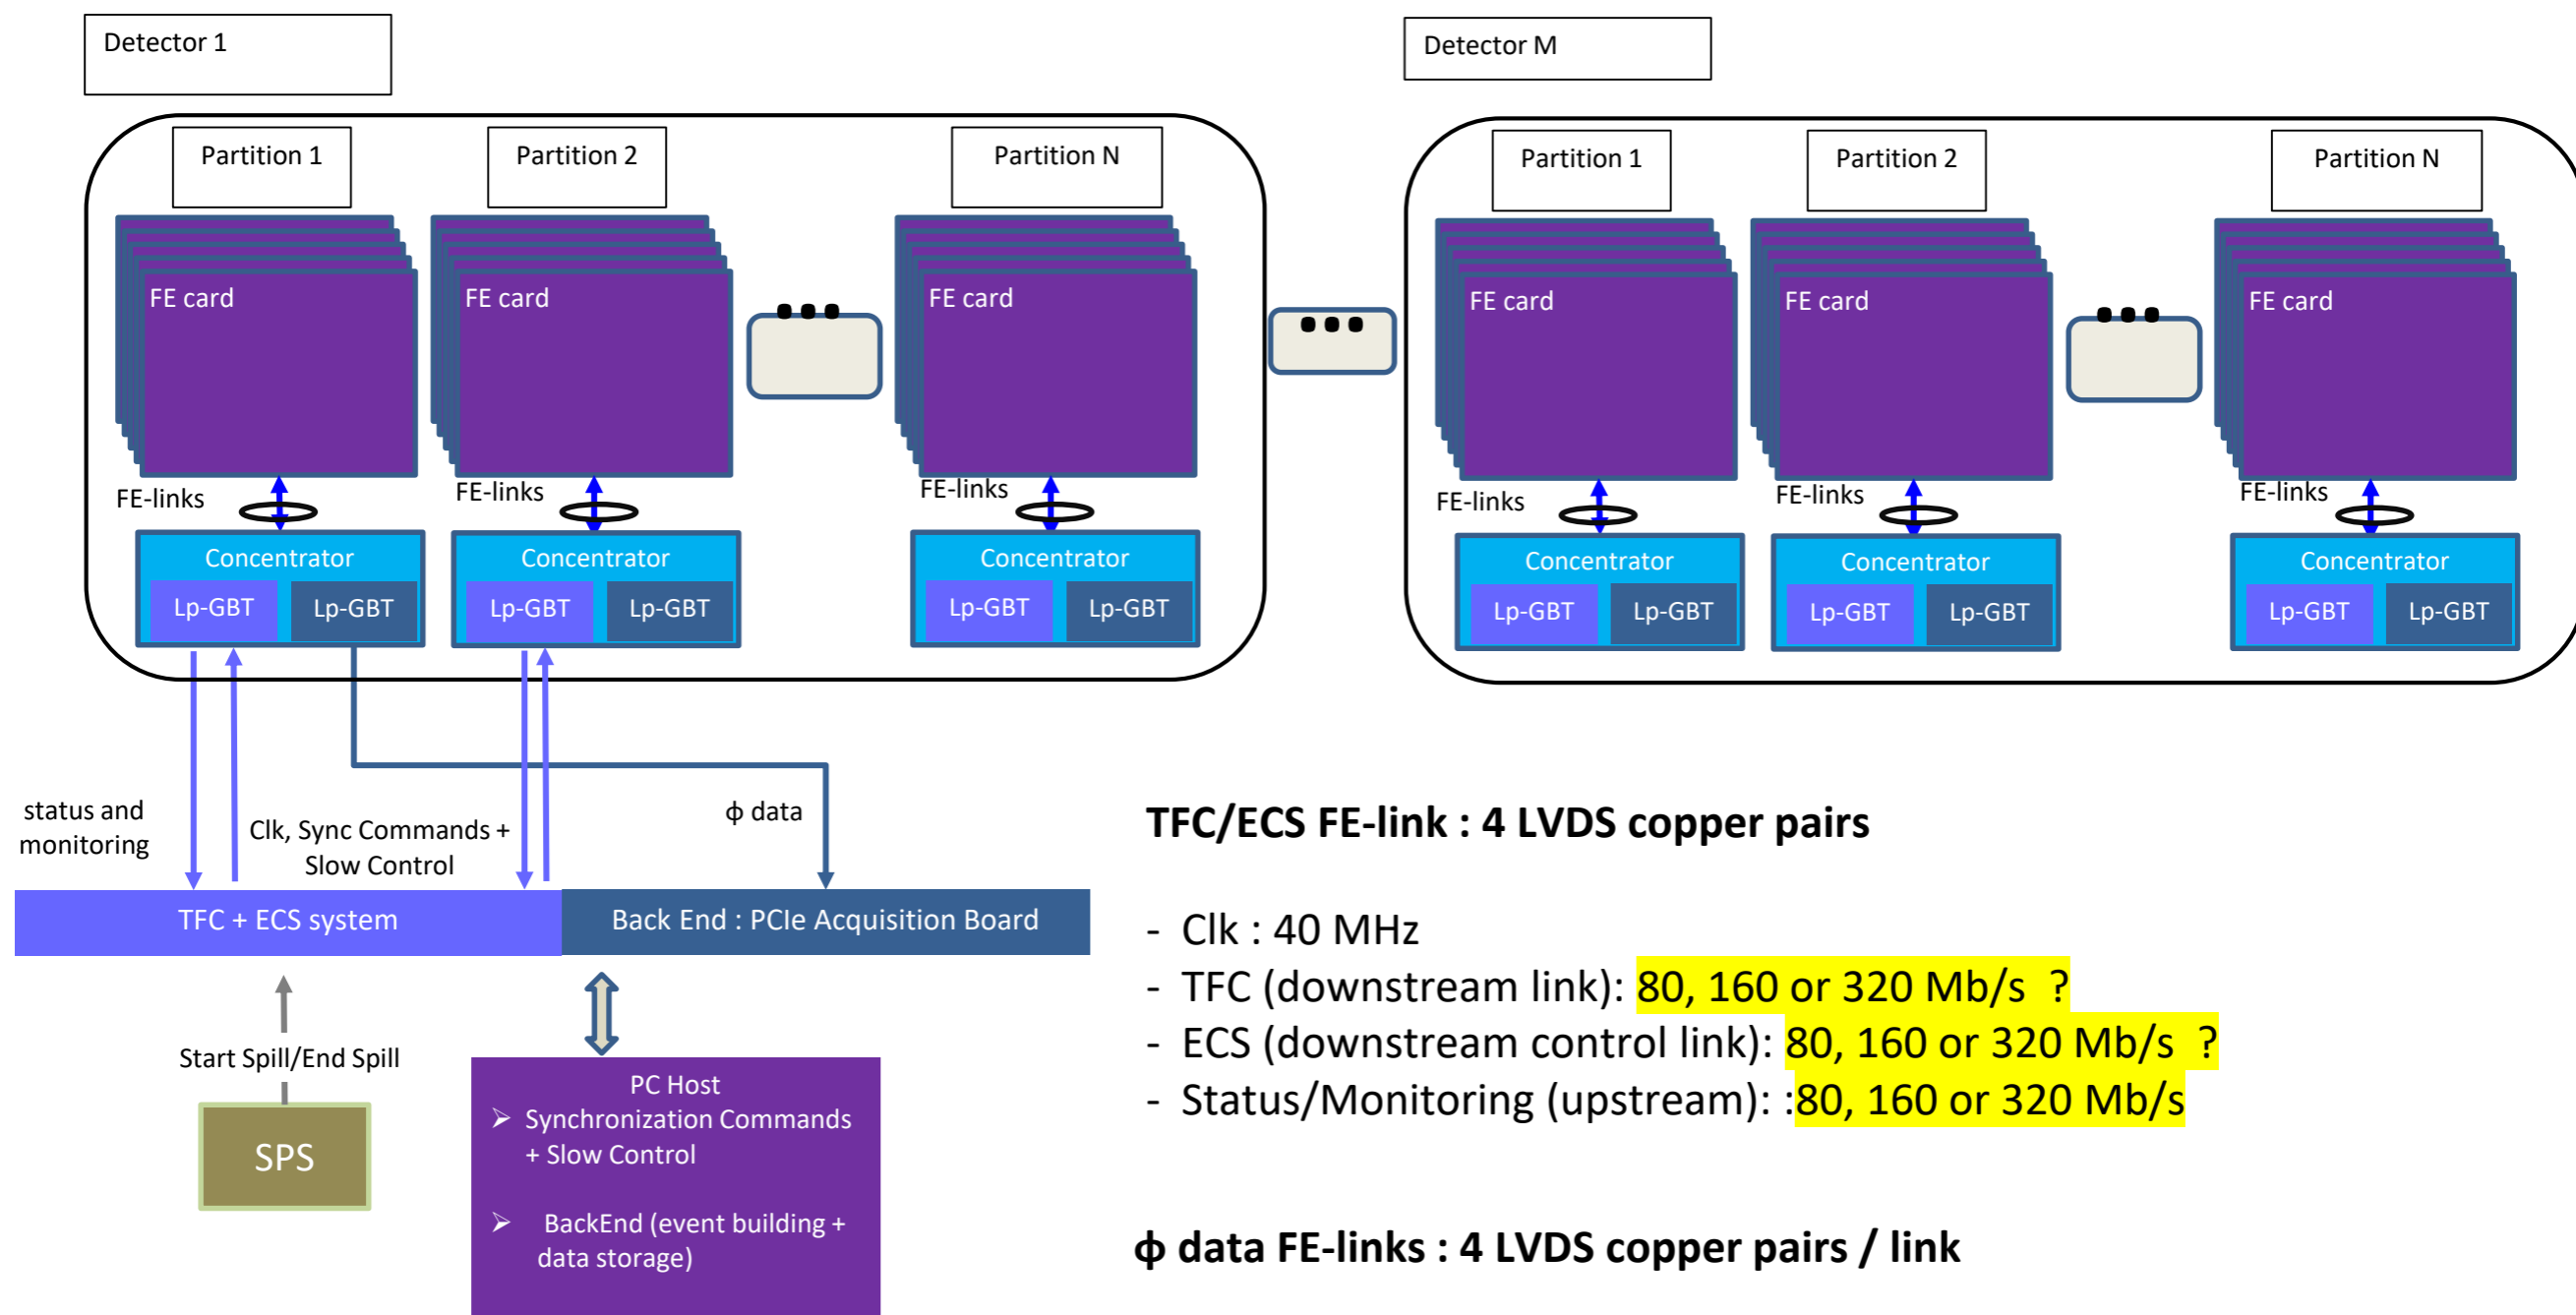 Detector 1
Detector M
Partition 1
Partition 2
Partition N
Partition 1
Partition 2
Partition N
FE card
FE card
FE card
FE card
FE card
FE card
FE-links
FE-links
FE-links
FE-links
FE-links
FE-links
Concentrator
Concentrator
Concentrator
Concentrator
Concentrator
Concentrator
Lp-GBT
Lp-GBT
Lp-GBT
Lp-GBT
Lp-GBT
Lp-GBT
Lp-GBT
Lp-GBT
Lp-GBT
Lp-GBT
Lp-GBT
Lp-GBT
status and
monitoring
Clk, Sync Commands +
Slow Control
ϕ data
TFC + ECS system
Back End : PCIe Acquisition Board
Start Spill/End Spill
SPS
PC Host
➢ Synchronization Commands
+ Slow Control
➢ BackEnd (event building +
data storage)
TFC/ECS FE-link : 4 LVDS copper pairs
- Clk : 40 MHz
- TFC (downstream link): 80, 160 or 320 Mb/s ?
- ECS (downstream control link): 80, 160 or 320 Mb/s ?
- Status/Monitoring (upstream): :80, 160 or 320 Mb/s
ϕ data FE-links : 4 LVDS copper pairs / link